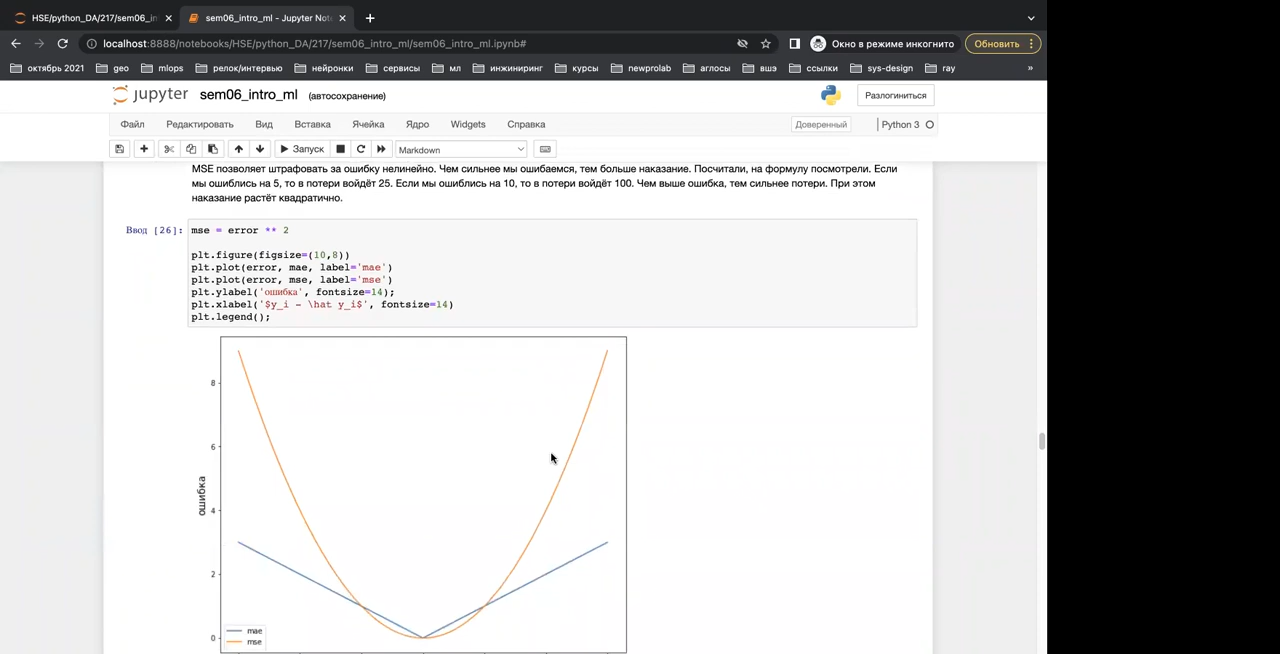 HSE/python_DA/217/sem06_in
sem06_intro_ml - Jupyter Not
localhost:8888/notebooks/HSE/python_DA/217/sem06_intro_ml/sem06_intro_ml.ipynb#
Окно в режиме инкогнито
Обновить
октябрь 2021 geo mlops релок/интервью нейронки сервисы мл инжиниринг курсы newprolab аглосы вшэ ссылки sys-design ray »
jupyter sem06_intro_ml (автосохранение)
Разлогиниться
Файл Редактировать Вид Вставка Ячейка Ядро Widgets Справка
Доверенный Python 3
Запуск Markdown
MSE позволяет штрафовать за ошибку нелинейно. Чем сильнее мы ошибаемся, тем больше наказание. Посчитали, на формулу посмотрели. Если
мы ошиблись на 5, то в потери войдёт 25. Если мы ошиблись на 10, то в потери войдёт 100. Чем выше ошибка, тем сильнее потери. При этом
наказание растёт квадратично.
Ввод [26]: mse = error ** 2
plt.figure(figsize=(10,8))
plt.plot(error, mae, label='mae')
plt.plot(error, mse, label='mse')
plt.ylabel('ошибка', fontsize=14);
plt.xlabel('$y_i - \hat y_i$', fontsize=14)
plt.legend();
8
6
4
2
0
ошибка
mae
mse